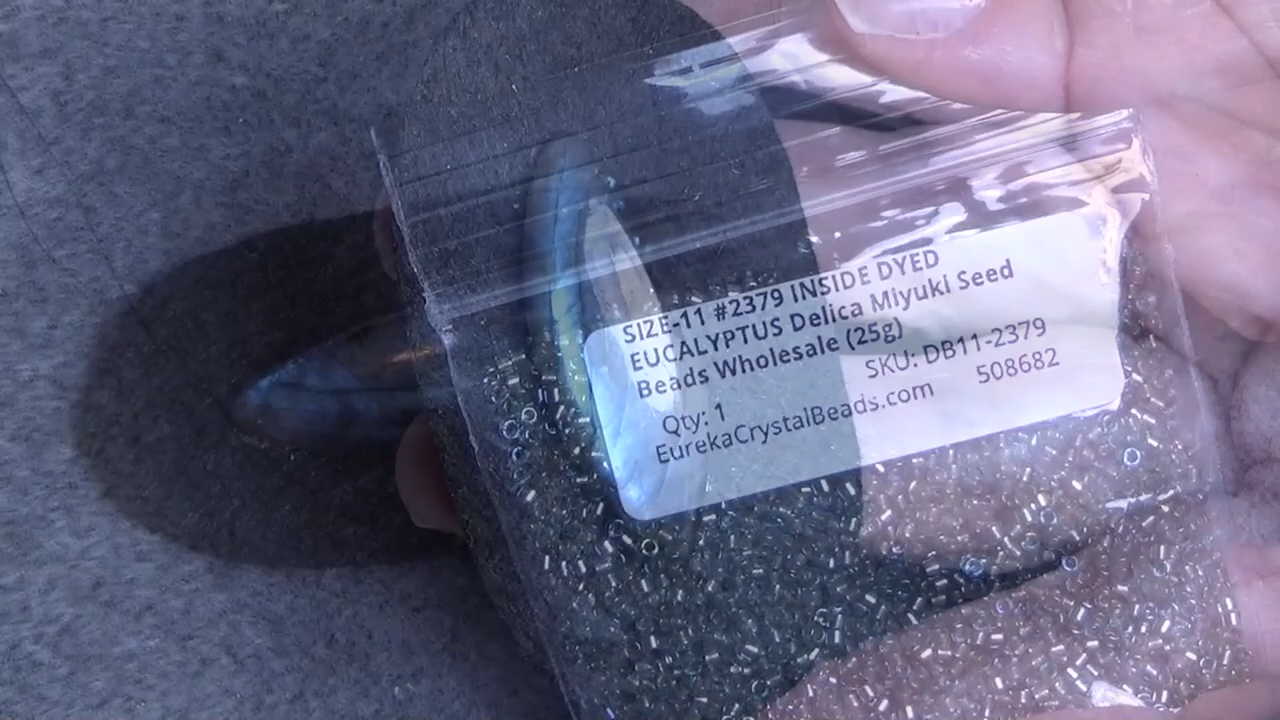 SIZE-11 #2379 INSIDE DYED
EUCALYPTUS Delica Miyuki Seed
Beads Wholesale (25g)
SKU: DB11-2379
Qty: 1 508682
EurekaCrystalBeads.com